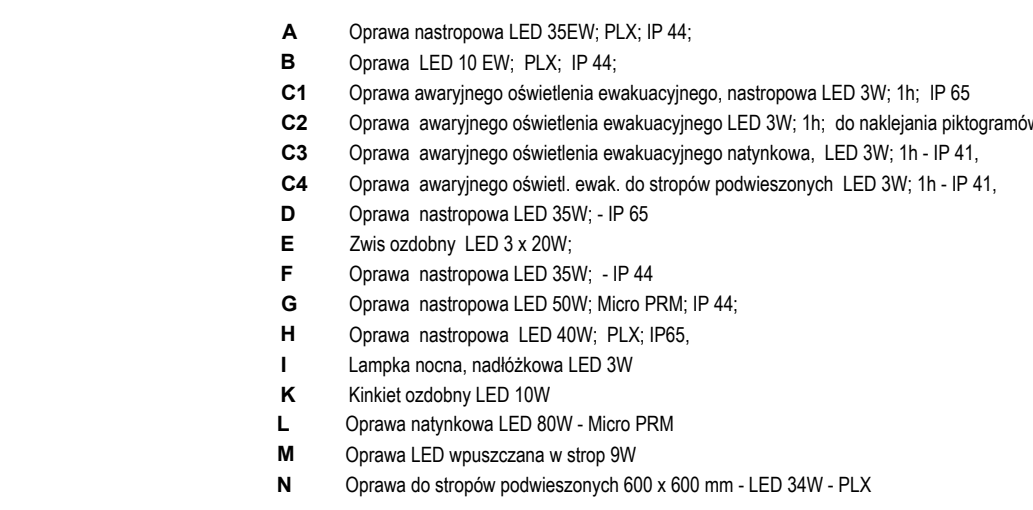 A Oprawa nastropowa LED 35EW; PLX; IP 44;
B Oprawa LED 10 EW; PLX; IP 44;
C1 Oprawa awaryjnego oświetlenia ewakuacyjnego, nastropowa LED 3W; 1h; IP 65
C2 Oprawa awaryjnego oświetlenia ewakuacyjnego LED 3W; 1h; do naklejania piktogramów
C3 Oprawa awaryjnego oświetlenia ewakuacyjnego natynkowa, LED 3W; 1h - IP 41,
C4 Oprawa awaryjnego oświetl. ewak. do stropów podwieszonych LED 3W; 1h - IP 41,
D Oprawa nastropowa LED 35W; - IP 65
E Zwis ozdobny LED 3 x 20W;
F Oprawa nastropowa LED 35W; - IP 44
G Oprawa nastropowa LED 50W; Micro PRM; IP 44;
H Oprawa nastropowa LED 40W; PLX; IP65,
I Lampka nocna, nadłóżkowa LED 3W
K Kinkiet ozdobny LED 10W
L Oprawa natynkowa LED 80W - Micro PRM
M Oprawa LED wpuszczana w strop 9W
N Oprawa do stropów podwieszonych 600 x 600 mm - LED 34W - PLX